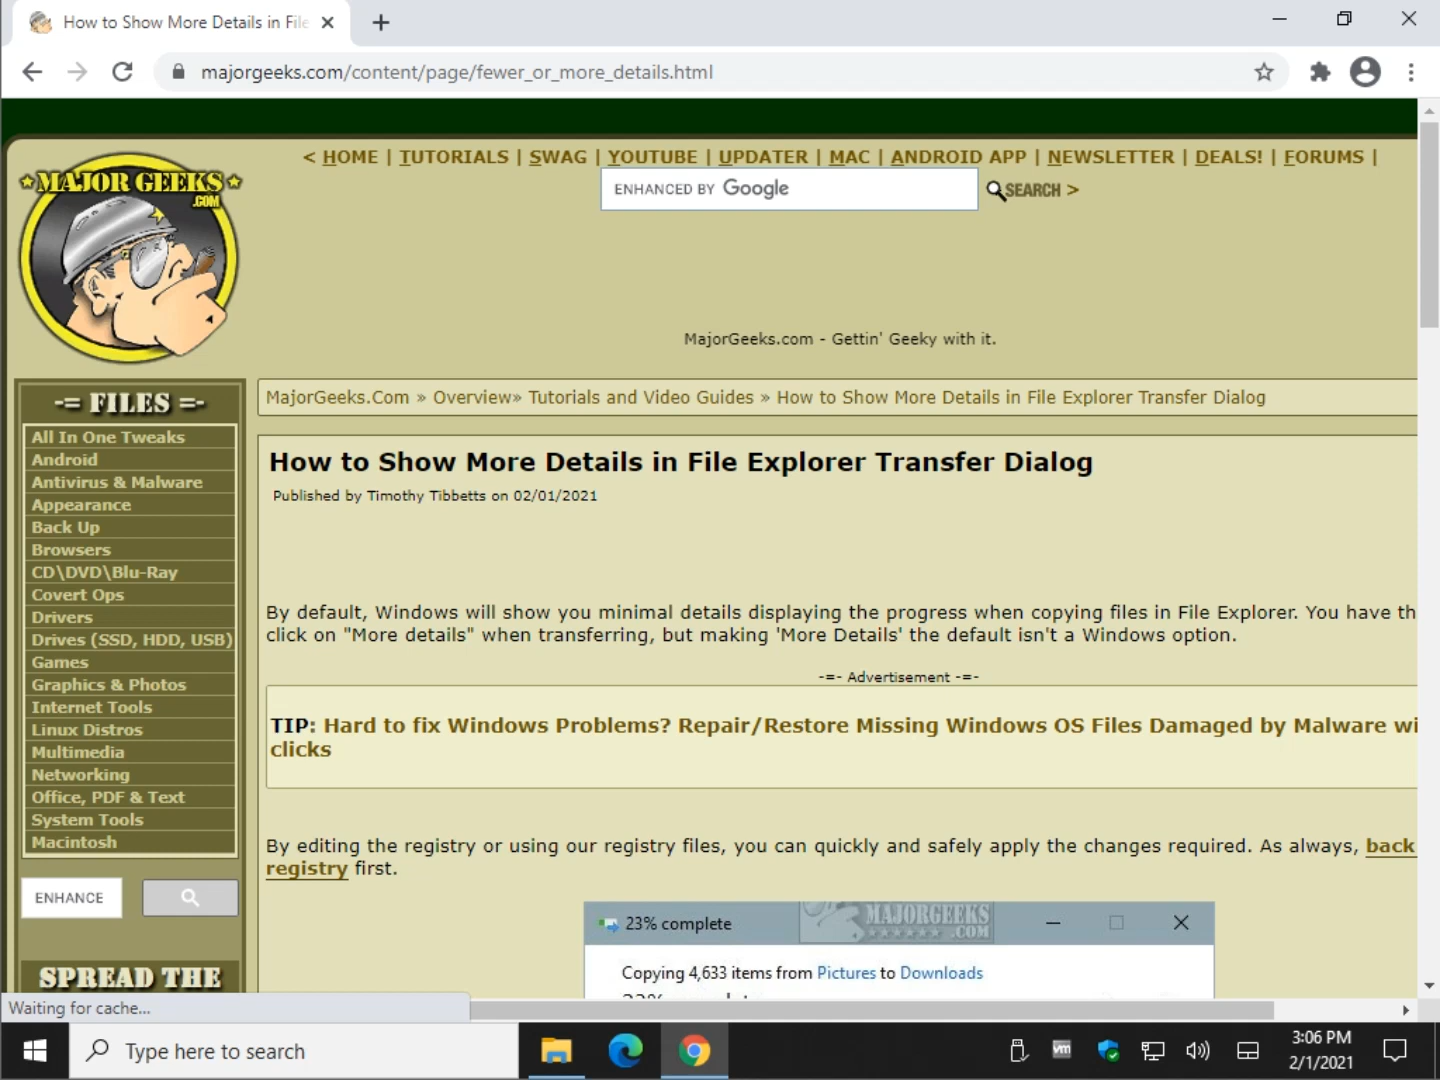 How to Show More Details in File
majorgeeks.com/content/page/fewer_or_more_details.html
< HOME | TUTORIALS | SWAG | YOUTUBE | UPDATER | MAC | ANDROID APP | NEWSLETTER | DEALS! | FORUMS |
ENHANCED BY Google
SEARCH >
MAJOR GEEKS
.COM
MajorGeeks.com - Gettin' Geeky with it.
-= FILES =-
All In One Tweaks
Android
Antivirus & Malware
Appearance
Back Up
Browsers
CD\DVD\Blu-Ray
Covert Ops
Drivers
Drives (SSD, HDD, USB)
Games
Graphics & Photos
Internet Tools
Linux Distros
Multimedia
Networking
Office, PDF & Text
System Tools
Macintosh
ENHANCE
SPREAD THE
MajorGeeks.Com » Overview» Tutorials and Video Guides » How to Show More Details in File Explorer Transfer Dialog
How to Show More Details in File Explorer Transfer Dialog
Published by Timothy Tibbetts on 02/01/2021
By default, Windows will show you minimal details displaying the progress when copying files in File Explorer. You have th
click on "More details" when transferring, but making 'More Details' the default isn't a Windows option.
-=- Advertisement -=-
TIP: Hard to fix Windows Problems? Repair/Restore Missing Windows OS Files Damaged by Malware wi
clicks
By editing the registry or using our registry files, you can quickly and safely apply the changes required. As always, back
registry first.
23% complete
MAJORGEEKS
.COM
Copying 4,633 items from Pictures to Downloads
Waiting for cache...
Type here to search
vm
3:06 PM
2/1/2021